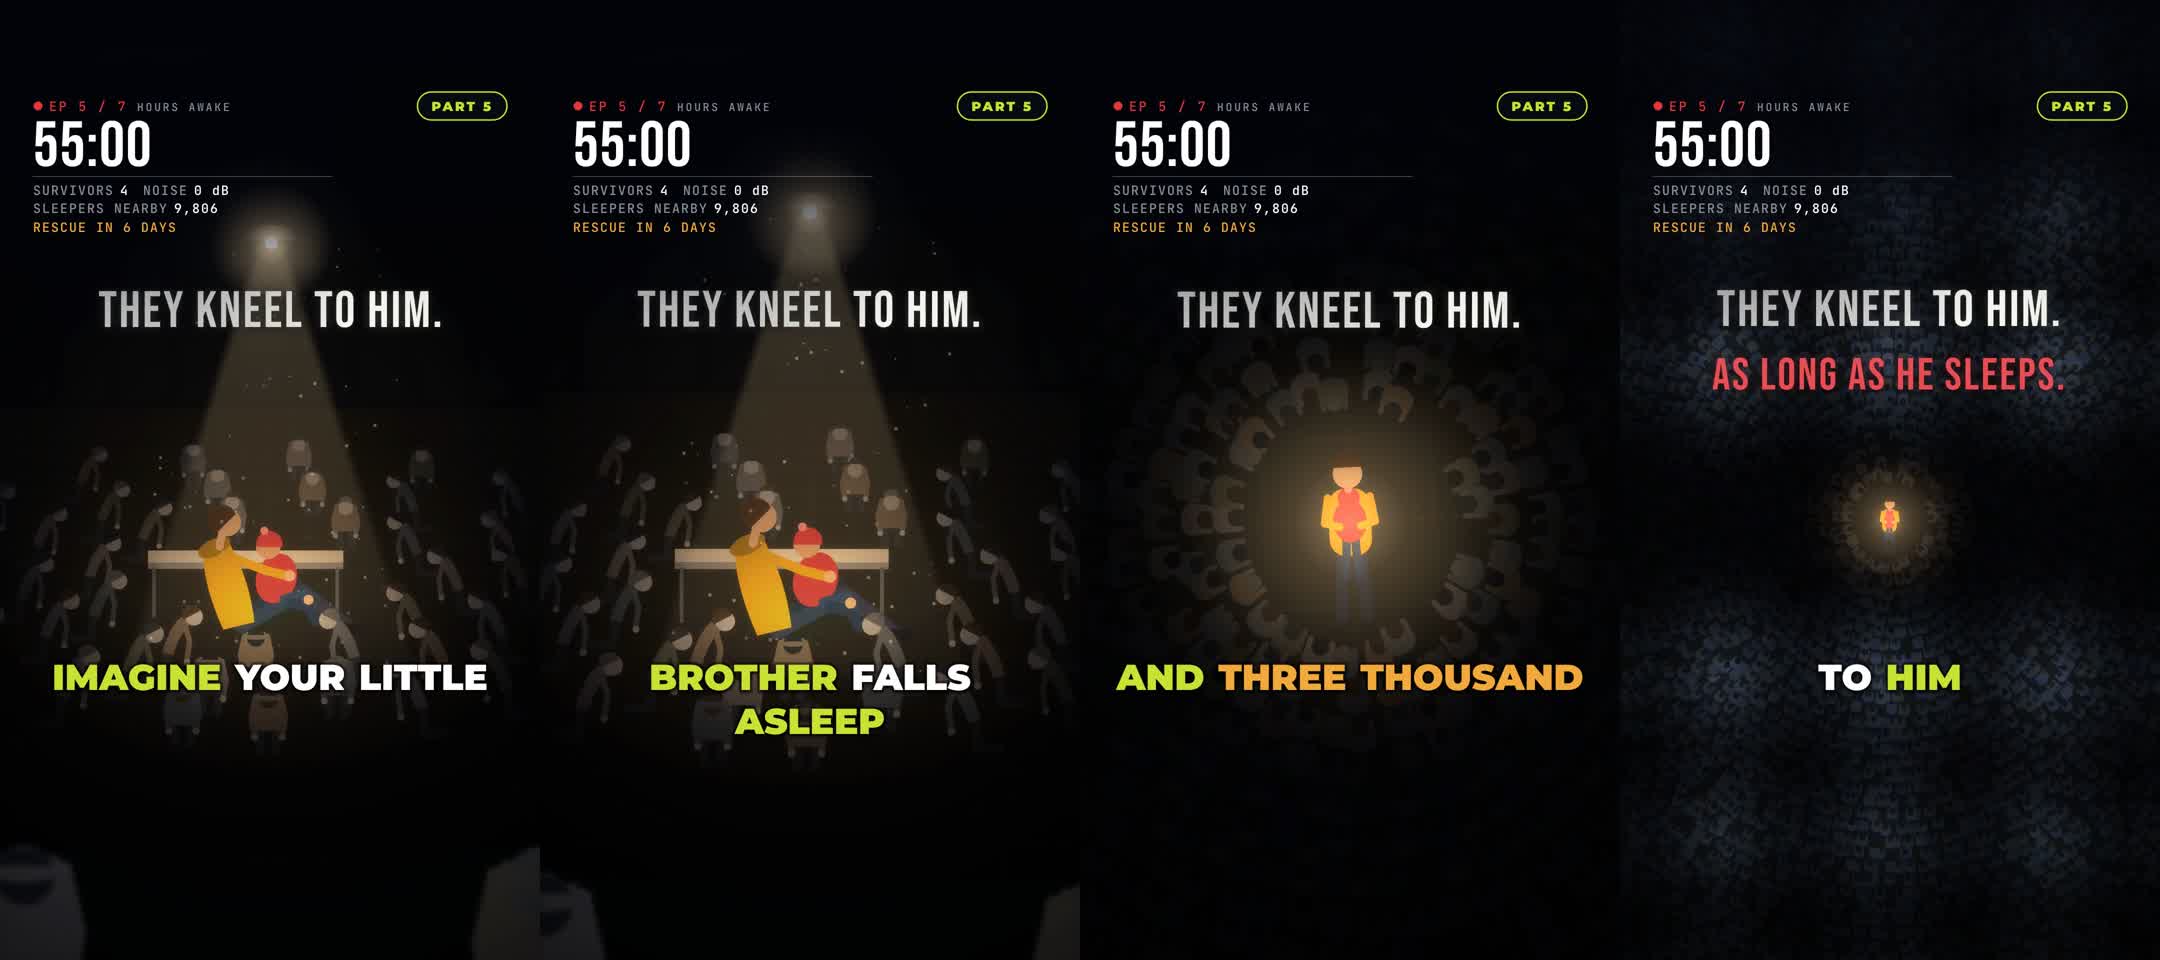 EP 5 / 7 HOURS AWAKE
PART 5
55:00
SURVIVORS 4 NOISE 0 dB
SLEEPERS NEARBY 9,806
RESCUE IN 6 DAYS
THEY KNEEL TO HIM.
IMAGINE YOUR LITTLE
EP 5 / 7 HOURS AWAKE
PART 5
55:00
SURVIVORS 4 NOISE 0 dB
SLEEPERS NEARBY 9,806
RESCUE IN 6 DAYS
THEY KNEEL TO HIM.
BROTHER FALLS
ASLEEP
EP 5 / 7 HOURS AWAKE
PART 5
55:00
SURVIVORS 4 NOISE 0 dB
SLEEPERS NEARBY 9,806
RESCUE IN 6 DAYS
THEY KNEEL TO HIM.
AND THREE THOUSAND
EP 5 / 7 HOURS AWAKE
PART 5
55:00
SURVIVORS 4 NOISE 0 dB
SLEEPERS NEARBY 9,806
RESCUE IN 6 DAYS
THEY KNEEL TO HIM.
AS LONG AS HE SLEEPS.
TO HIM